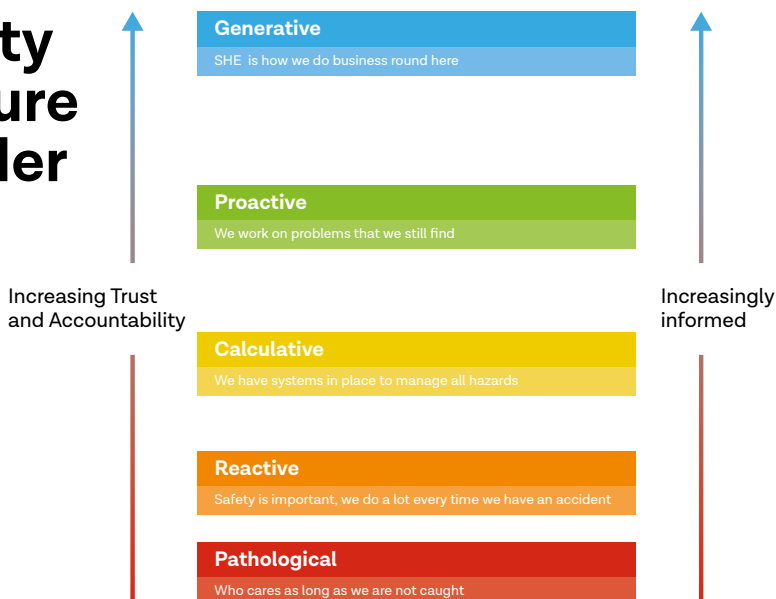 ty
ure
der
Generative
SHE is how we do business round here
Proactive
We work on problems that we still find
Increasing Trust
and Accountability
Increasingly
informed
Calculative
We have systems in place to manage all hazards
Reactive
Safety is important, we do a lot every time we have an accident
Pathological
Who cares as long as we are not caught